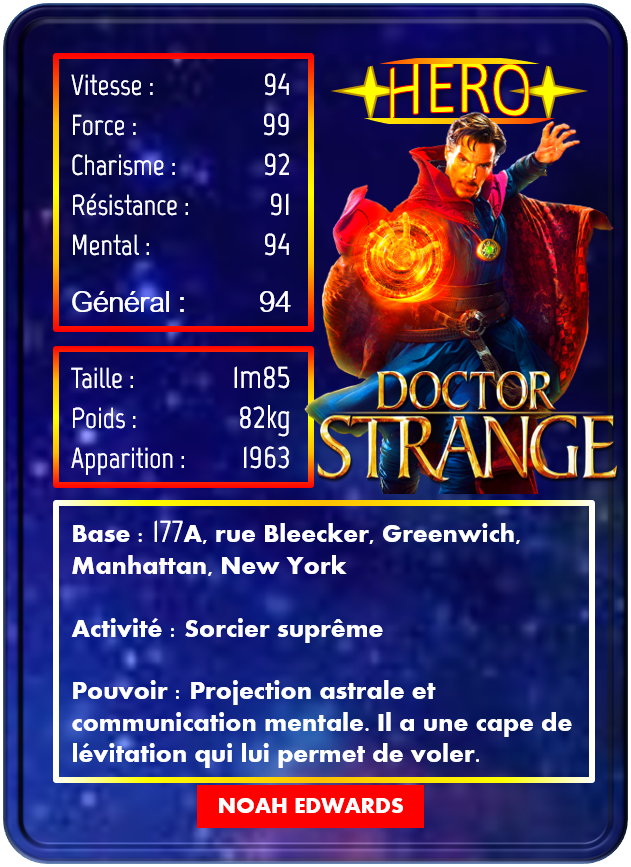 Vitesse : 94
Force : 99
Charisme : 92
Résistance : 91
Mental : 94
Général : 94
HERO
Taille : 1m85
Poids : 82kg
Apparition : 1963
DOCTOR
STRANGE
Base : 177A, rue Bleecker, Greenwich,
Manhattan, New York
Activité : Sorcier suprême
Pouvoir : Projection astrale et
communication mentale. Il a une cape de
lévitation qui lui permet de voler.
NOAH EDWARDS